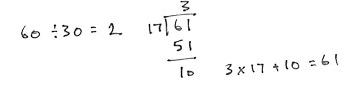 60 ÷ 30 = 2
3
17⟌61
51
10
3 × 17 + 10 = 61